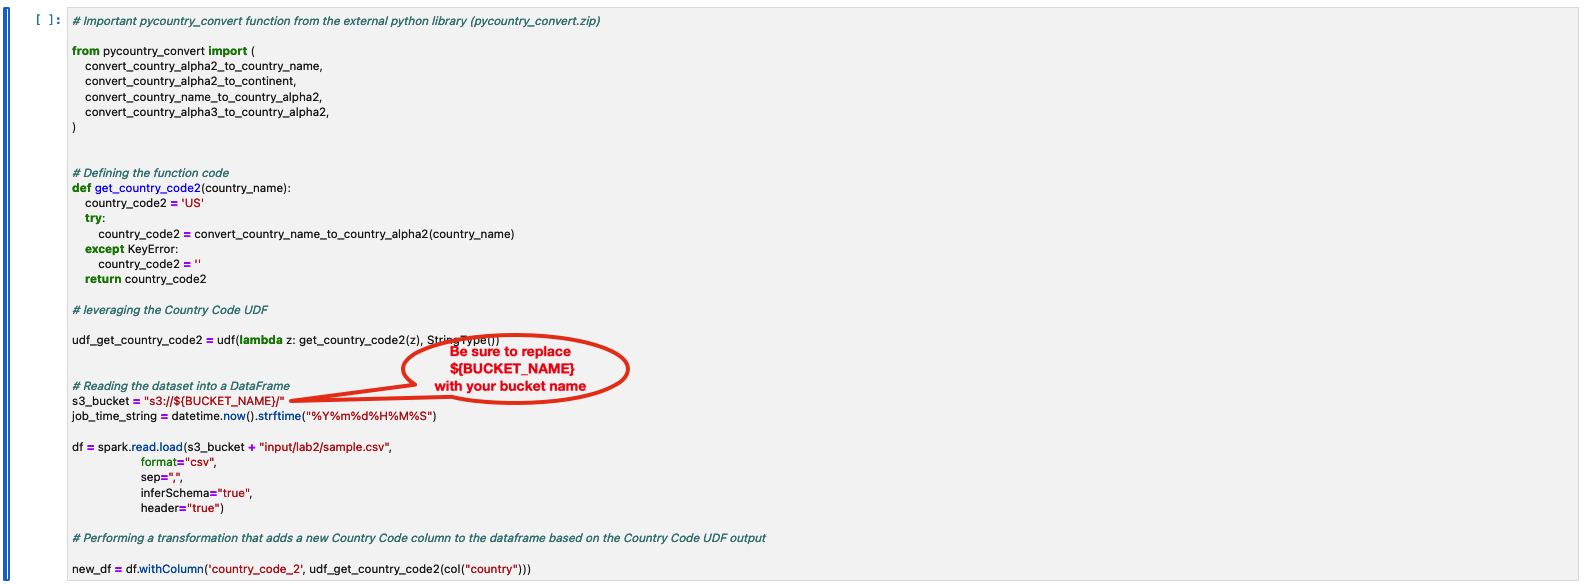 [ ]:
# Important pycountry_convert function from the external python library (pycountry_convert.zip)
from pycountry_convert import (
    convert_country_alpha2_to_country_name,
    convert_country_alpha2_to_continent,
    convert_country_name_to_country_alpha2,
    convert_country_alpha3_to_country_alpha2,
)
# Defining the function code
def get_country_code2(country_name):
    country_code2 = 'US'
    try:
        country_code2 = convert_country_name_to_country_alpha2(country_name)
    except KeyError:
        country_code2 = ''
    return country_code2
# leveraging the Country Code UDF
udf_get_country_code2 = udf(lambda z: get_country_code2(z), StringType())
Be sure to replace
${BUCKET_NAME}
with your bucket name
# Reading the dataset into a DataFrame
s3_bucket = "s3://${BUCKET_NAME}/"
job_time_string = datetime.now().strftime("%Y%m%d%H%M%S")
df = spark.read.load(s3_bucket + "input/lab2/sample.csv",
                     format="csv",
                     sep=",",
                     inferSchema="true",
                     header="true")
# Performing a transformation that adds a new Country Code column to the dataframe based on the Country Code UDF output
new_df = df.withColumn('country_code_2', udf_get_country_code2(col("country")))